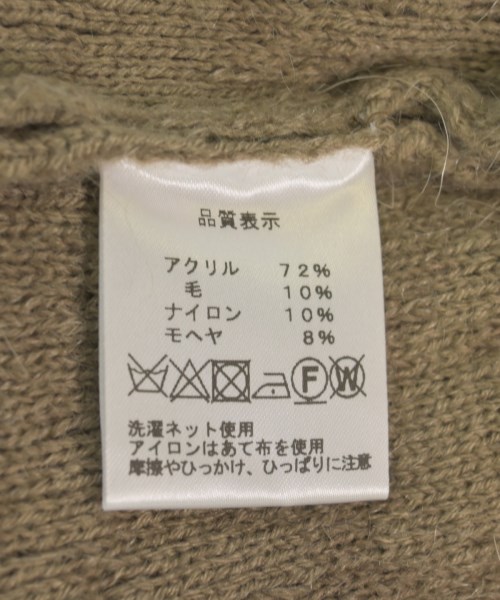 品質表示
アクリル 72%
毛 10%
ナイロン 10%
モヘヤ 8%
F W
洗濯ネット使用
アイロンはあて布を使用
摩擦やひっかけ、ひっぱりに注意